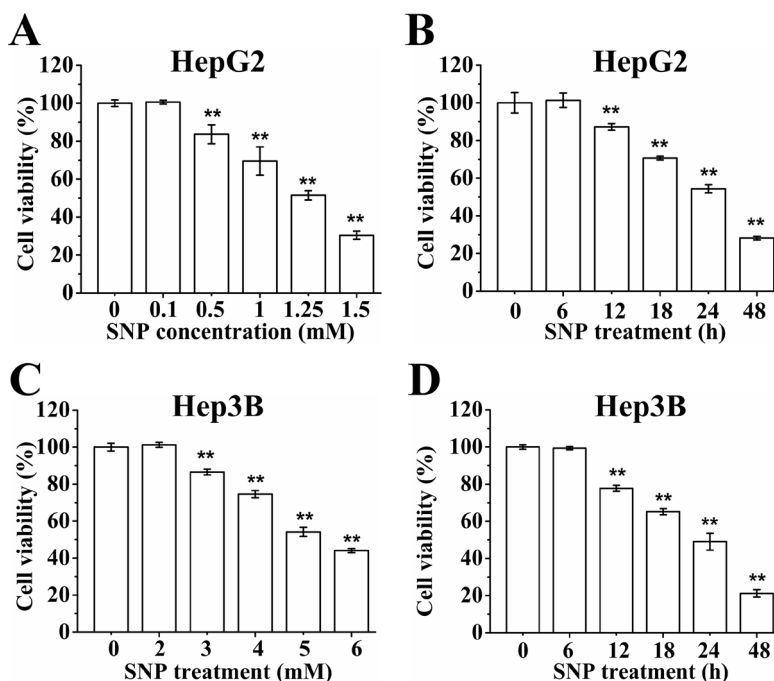 A
HepG2
Cell viability (%)
120
100
80
60
40
20
0
**
**
**
**
0 0.1 0.5 1 1.25 1.5
SNP concentration (mM)
B
HepG2
Cell viability (%)
120
100
80
60
40
20
0
**
**
**
**
0 6 12 18 24 48
SNP treatment (h)
C
Hep3B
Cell viability (%)
120
100
80
60
40
20
0
**
**
**
**
0 2 3 4 5 6
SNP treatment (mM)
D
Hep3B
Cell viability (%)
120
100
80
60
40
20
0
**
**
**
**
0 6 12 18 24 48
SNP treatment (h)